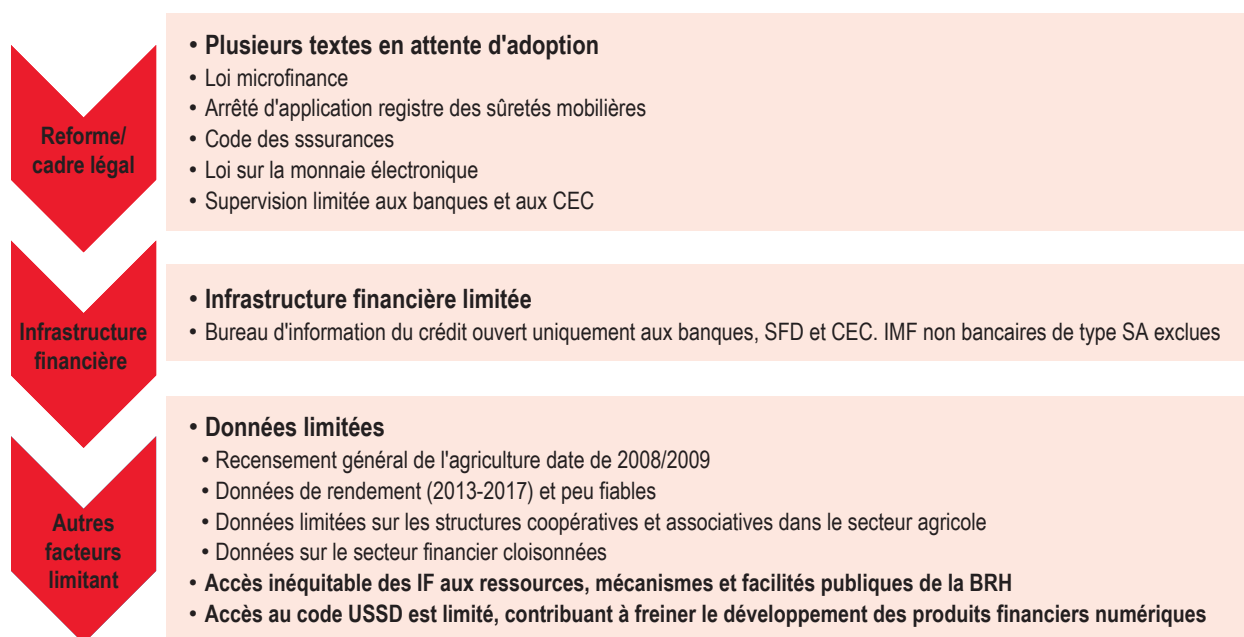 Reforme/
cadre légal
• Plusieurs textes en attente d'adoption
• Loi microfinance
• Arrêté d'application registre des sûretés mobilières
• Code des sssurances
• Loi sur la monnaie électronique
• Supervision limitée aux banques et aux CEC
Infrastructure
financière
• Infrastructure financière limitée
• Bureau d'information du crédit ouvert uniquement aux banques, SFD et CEC. IMF non bancaires de type SA exclues
Autres
facteurs
limitant
• Données limitées
• Recensement général de l'agriculture date de 2008/2009
• Données de rendement (2013-2017) et peu fiables
• Données limitées sur les structures coopératives et associatives dans le secteur agricole
• Données sur le secteur financier cloisonnées
• Accès inéquitable des IF aux ressources, mécanismes et facilités publiques de la BRH
• Accès au code USSD est limité, contribuant à freiner le développement des produits financiers numériques